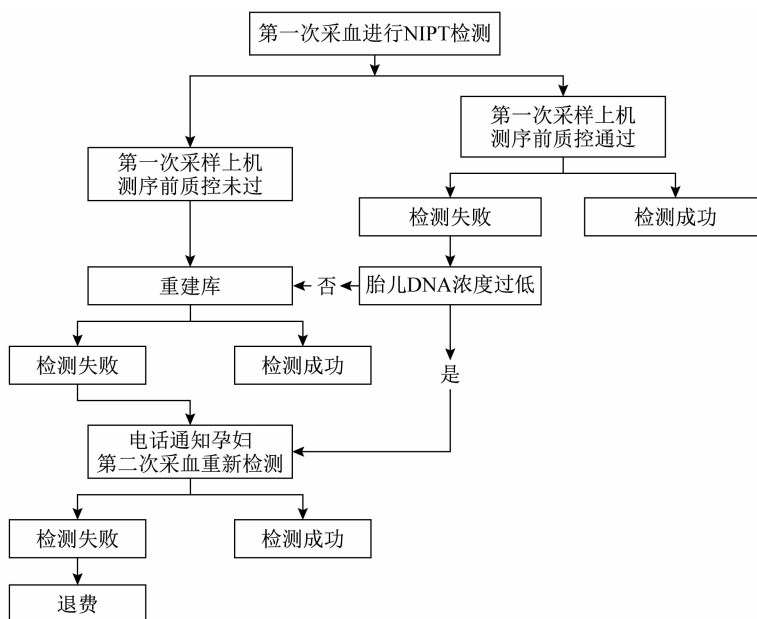 第一次采血进行NIPT检测
第一次采样上机
测序前质控通过
第一次采样上机
测序前质控未过
检测失败
检测成功
重建库
否
胎儿DNA浓度过低
检测失败
检测成功
是
电话通知孕妇
第二次采血重新检测
检测失败
检测成功
退费